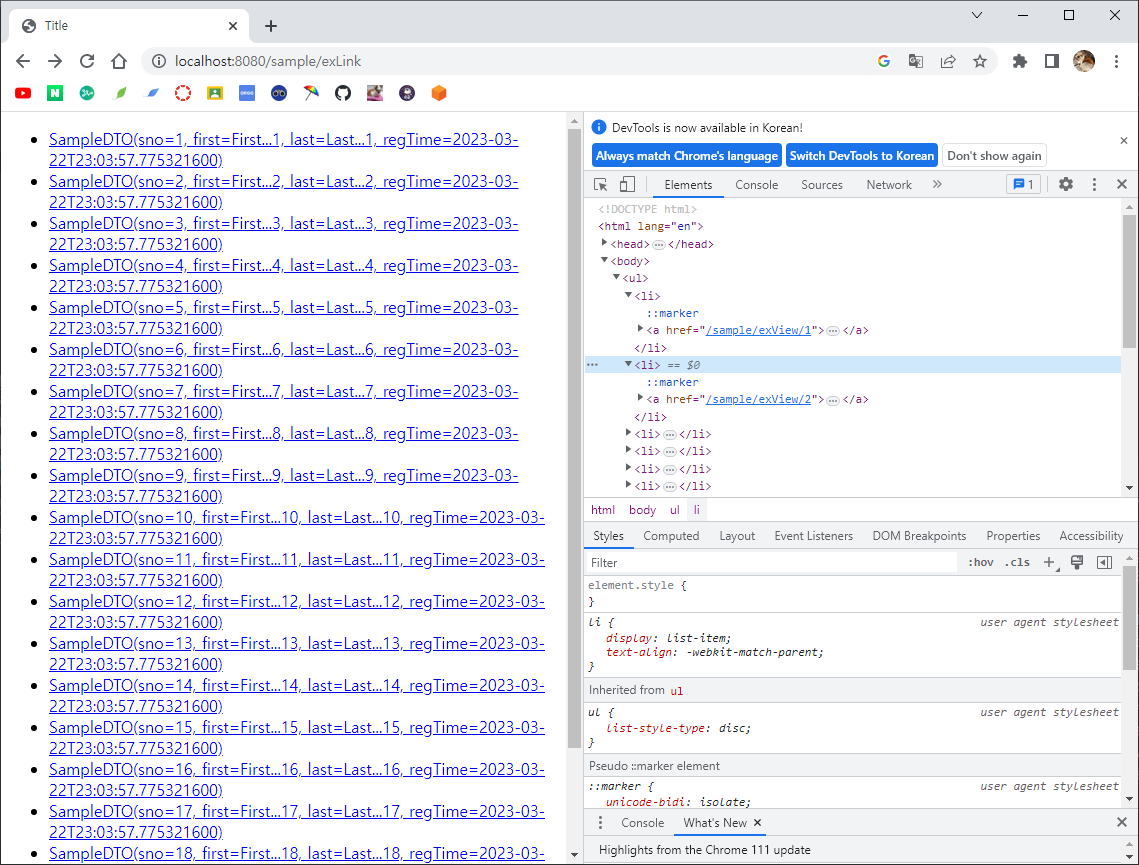 Title
localhost:8080/sample/exLink
SampleDTO(sno=1, first=First...1, last=Last...1, regTime=2023-03-
22T23:03:57.775321600)
SampleDTO(sno=2, first=First...2, last=Last...2, regTime=2023-03-
22T23:03:57.775321600)
SampleDTO(sno=3, first=First...3, last=Last...3, regTime=2023-03-
22T23:03:57.775321600)
SampleDTO(sno=4, first=First...4, last=Last...4, regTime=2023-03-
22T23:03:57.775321600)
SampleDTO(sno=5, first=First...5, last=Last...5, regTime=2023-03-
22T23:03:57.775321600)
SampleDTO(sno=6, first=First...6, last=Last...6, regTime=2023-03-
22T23:03:57.775321600)
SampleDTO(sno=7, first=First...7, last=Last...7, regTime=2023-03-
22T23:03:57.775321600)
SampleDTO(sno=8, first=First...8, last=Last...8, regTime=2023-03-
22T23:03:57.775321600)
SampleDTO(sno=9, first=First...9, last=Last...9, regTime=2023-03-
22T23:03:57.775321600)
SampleDTO(sno=10, first=First...10, last=Last...10, regTime=2023-03-
22T23:03:57.775321600)
SampleDTO(sno=11, first=First...11, last=Last...11, regTime=2023-03-
22T23:03:57.775321600)
SampleDTO(sno=12, first=First...12, last=Last...12, regTime=2023-03-
22T23:03:57.775321600)
SampleDTO(sno=13, first=First...13, last=Last...13, regTime=2023-03-
22T23:03:57.775321600)
SampleDTO(sno=14, first=First...14, last=Last...14, regTime=2023-03-
22T23:03:57.775321600)
SampleDTO(sno=15, first=First...15, last=Last...15, regTime=2023-03-
22T23:03:57.775321600)
SampleDTO(sno=16, first=First...16, last=Last...16, regTime=2023-03-
22T23:03:57.775321600)
SampleDTO(sno=17, first=First...17, last=Last...17, regTime=2023-03-
22T23:03:57.775321600)
SampleDTO(sno=18, first=First...18, last=Last...18, regTime=2023-03-
DevTools is now available in Korean!
Always match Chrome's language Switch DevTools to Korean Don't show again
Elements Console Sources Network » 1
<!DOCTYPE html>
<html lang="en">
<head>…</head>
<body>
<ul>
<li>
::marker
<a href="/sample/exView/1">…</a>
</li>
<li> == $0
::marker
<a href="/sample/exView/2">…</a>
</li>
<li>…</li>
<li>…</li>
<li>…</li>
<li>…</li>
html body ul li
Styles Computed Layout Event Listeners DOM Breakpoints Properties Accessibility
Filter :hov .cls +
element.style {
}
li { user agent stylesheet
display: list-item;
text-align: -webkit-match-parent;
}
Inherited from ul
ul { user agent stylesheet
list-style-type: disc;
}
Pseudo ::marker element
::marker { user agent stylesheet
unicode-bidi: isolate;
Console What's New
Highlights from the Chrome 111 update